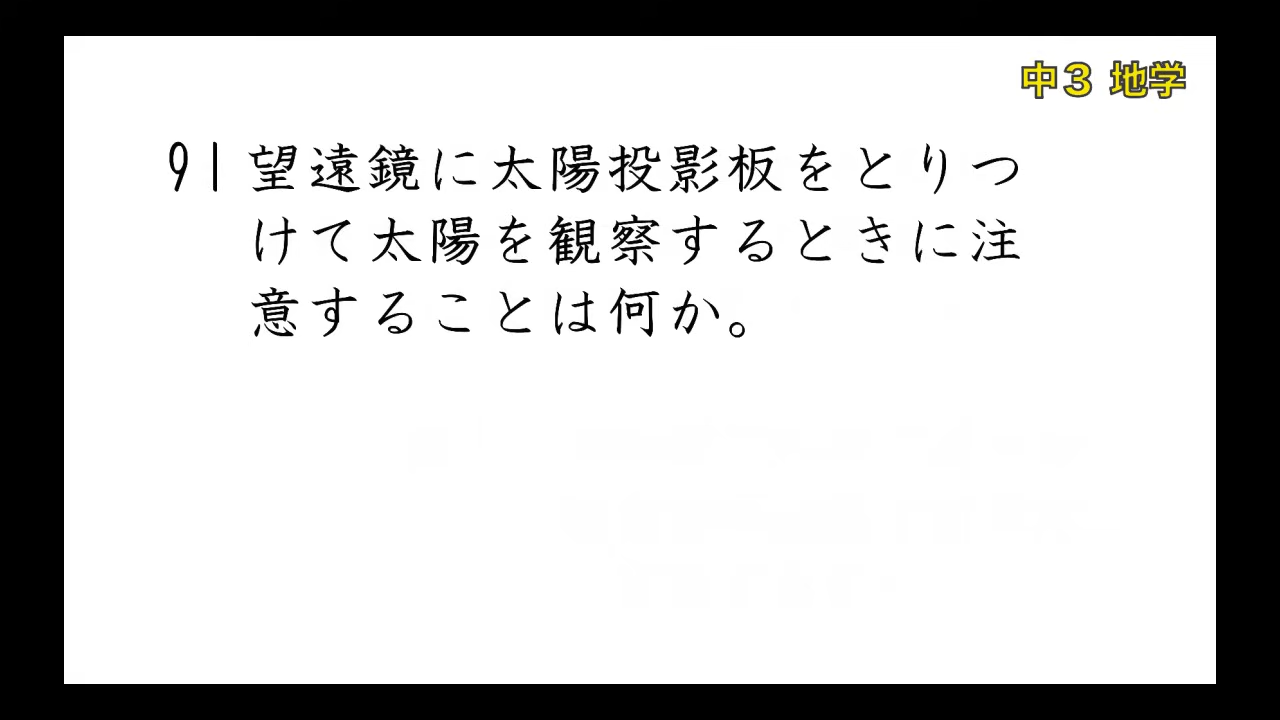 中3 地学
91 望遠鏡に太陽投影板をとりつ
けて太陽を観察するときに注
意することは何か。